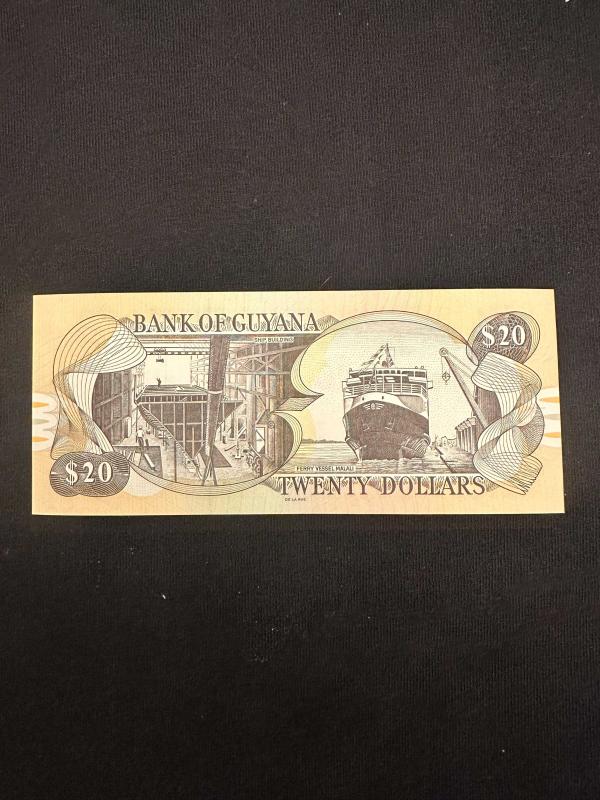 BANK OF GUYANA
SHIP BUILDING
$20
$20
FERRY VESSEL MALALI
TWENTY DOLLARS
DE LA RUE